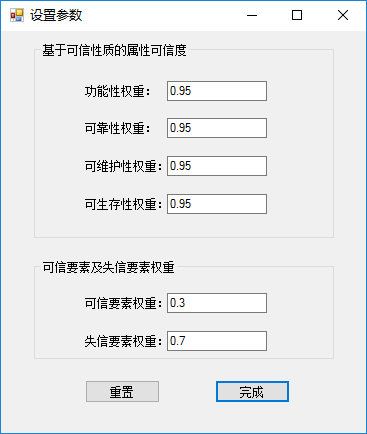 设置参数
基于可信性质的属性可信度
功能性权重： 0.95
可靠性权重： 0.95
可维护性权重： 0.95
可生存性权重： 0.95
可信要素及失信要素权重
可信要素权重： 0.3
失信要素权重： 0.7
重置 完成